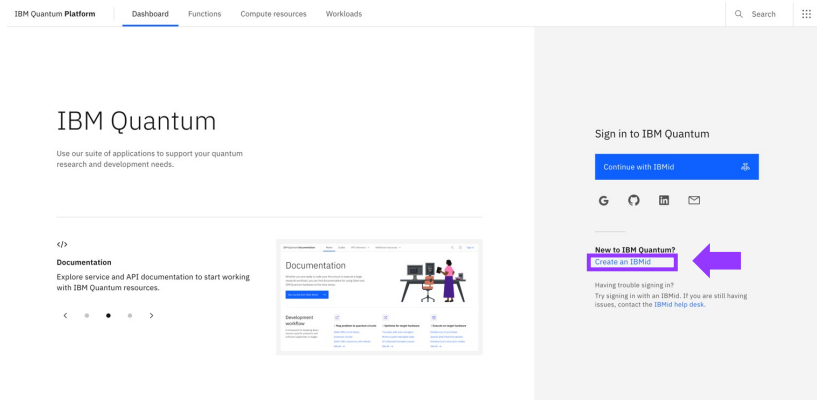 IBM Quantum Platform
Dashboard
Functions
Compute resources
Workloads
Search
IBM Quantum
Use our suite of applications to support your quantum
research and development needs.
</>
Documentation
Explore service and API documentation to start working
with IBM Quantum resources.
Documentation
Development
workflow
Sign in to IBM Quantum
Continue with IBMid
New to IBM Quantum?
Create an IBMid
Having trouble signing in?
Try signing in with an IBMid. If you are still having
issues, contact the IBMid help desk.